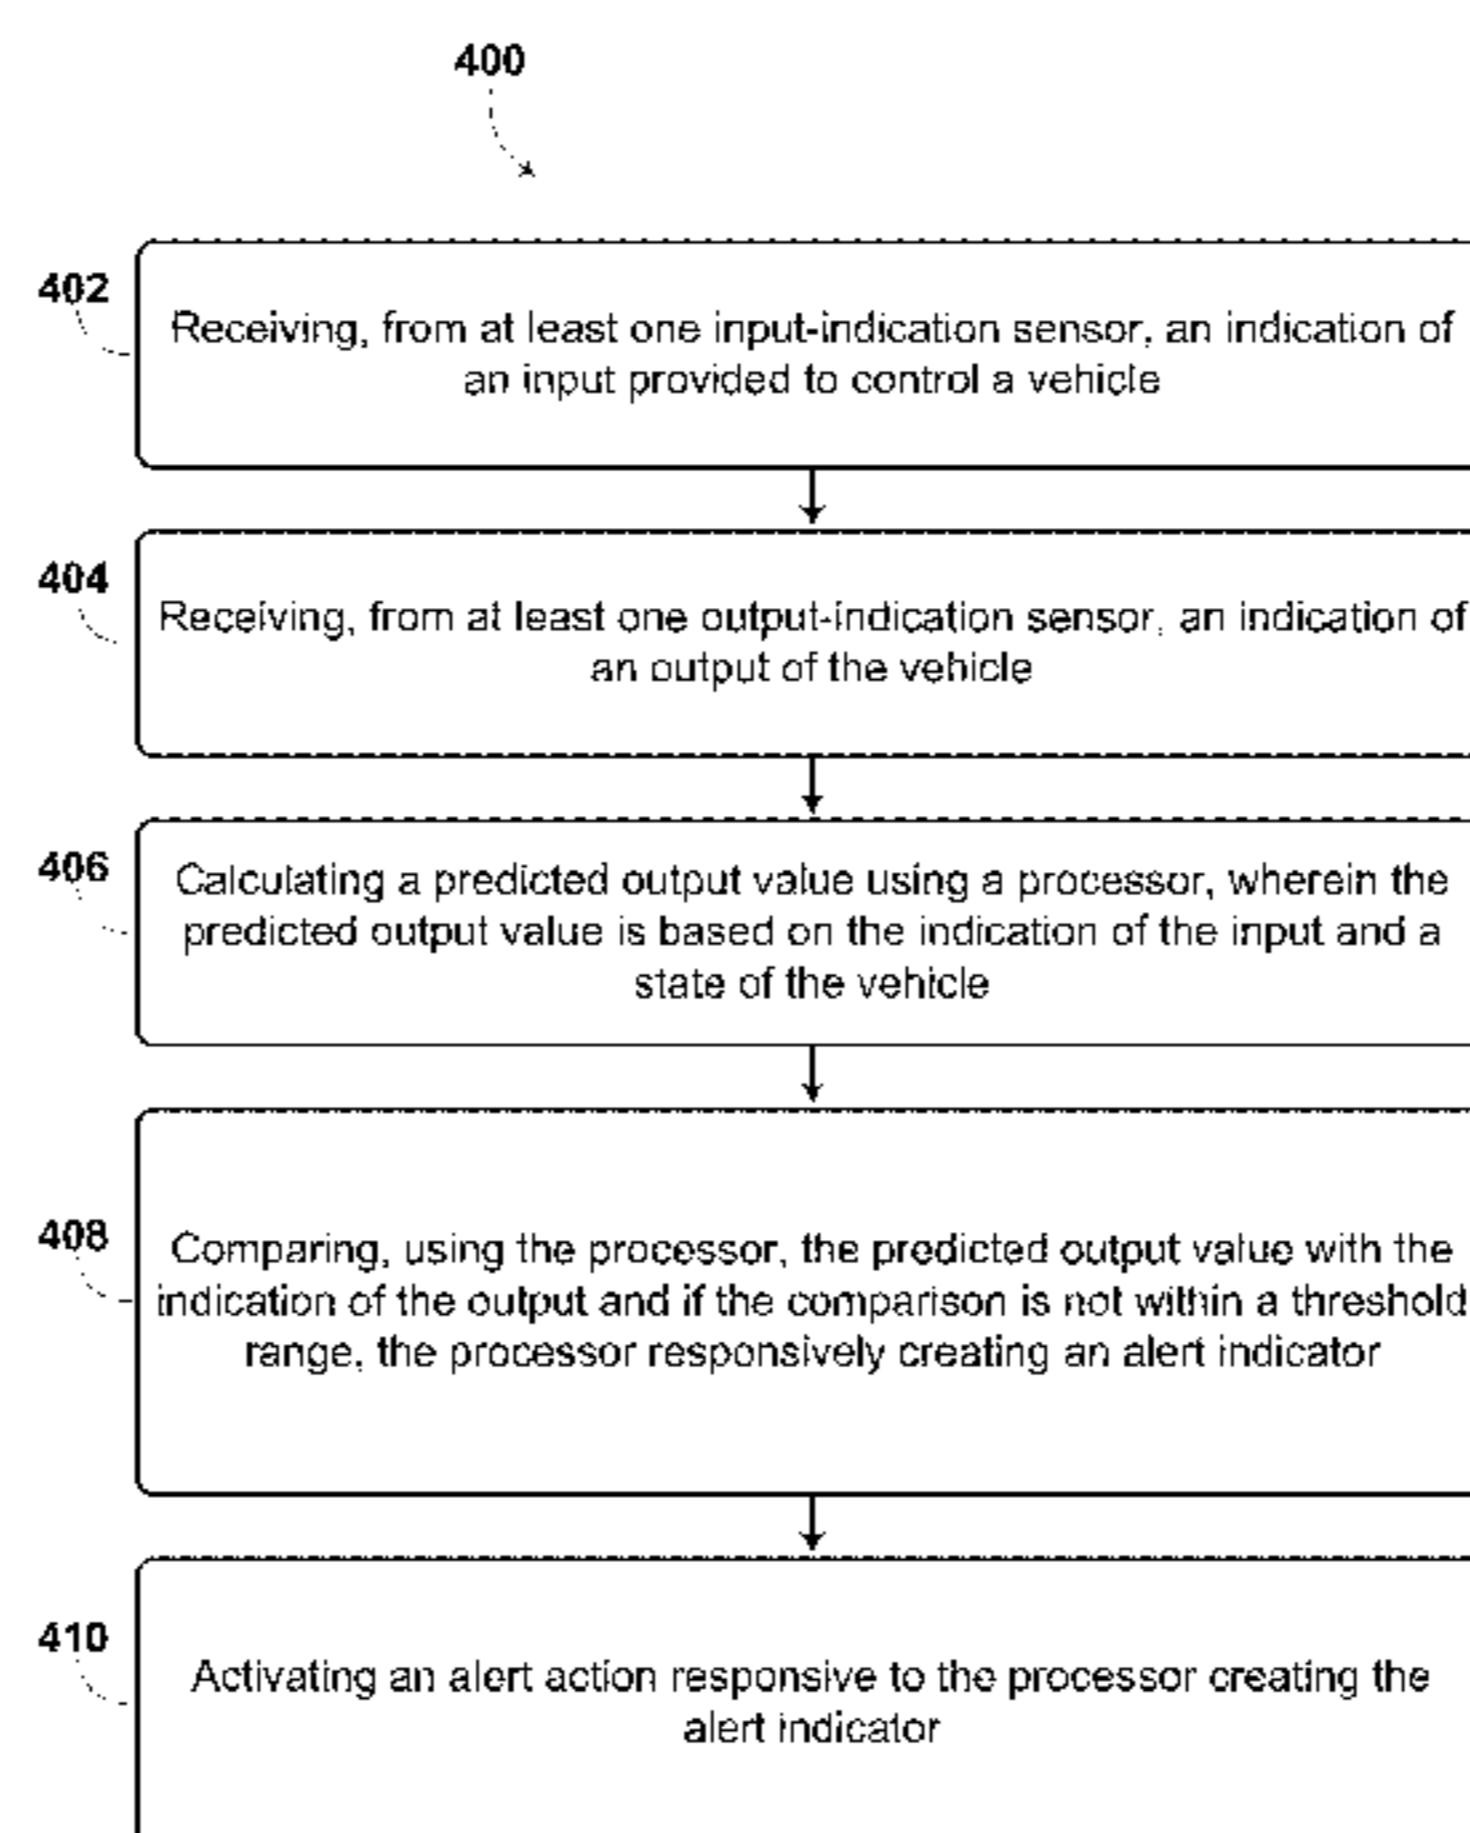 400
402
Receiving, from at least one input-indication sensor, an indication of
an input provided to control a vehicle
404
Receiving, from at least one output-indication sensor, an indication of
an output of the vehicle
406
Calculating a predicted output value using a processor, wherein the
predicted output value is based on the indication of the input and a
state of the vehicle
408
Comparing, using the processor, the predicted output value with the
indication of the output and if the comparison is not within a threshold
range, the processor responsively creating an alert indicator
410
Activating an alert action responsive to the processor creating the
alert indicator